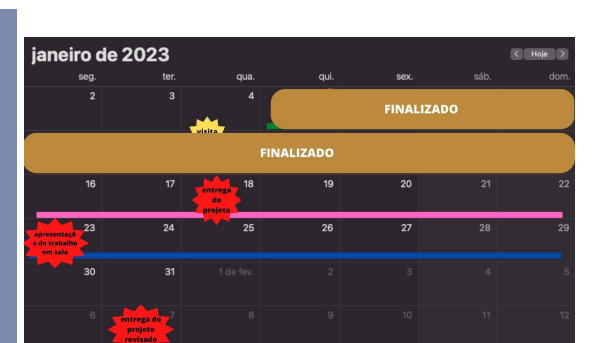 janeiro de 2023
< Hoje >
seg. ter. qua. qui. sex. sáb. dom.
2 3 4
FINALIZADO
visita
FINALIZADO
16 17 18 19 20 21 22
entrega
do
projeto
23 24 25 26 27 28 29
apresentaçã
o do trabalho
em sala
30 31 1 de fev. 2 3 4 5
6 7 8 9 10 11 12
entrega do
projeto
revisado